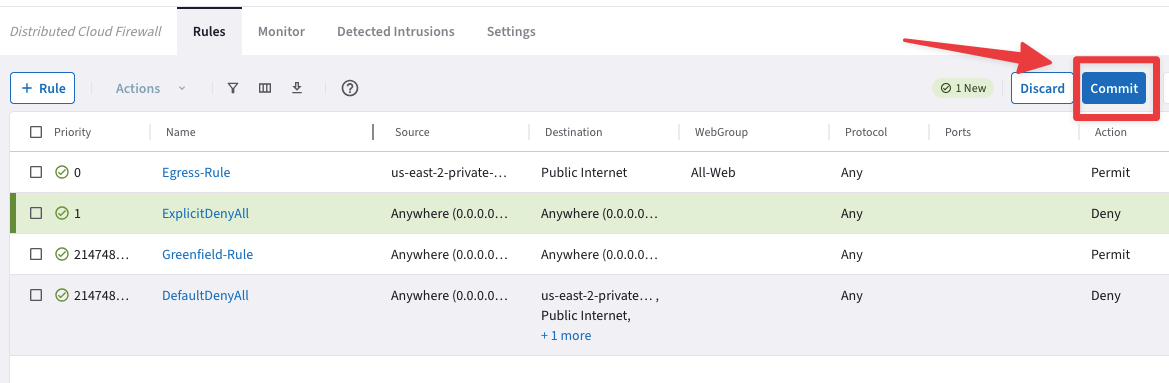 Distributed Cloud Firewall Rules Monitor Detected Intrusions Settings
+ Rule Actions ? 1 New Discard Commit
Priority Name Source Destination WebGroup Protocol Ports Action
0 Egress-Rule us-east-2-private-... Public Internet All-Web Any Permit
1 ExplicitDenyAll Anywhere (0.0.0.0... Anywhere (0.0.0... Any Deny
214748... Greenfield-Rule Anywhere (0.0.0... Anywhere (0.0.0... Any Permit
214748... DefaultDenyAll Anywhere (0.0.0... us-east-2-private... , Any Deny
Public Internet,
+ 1 more